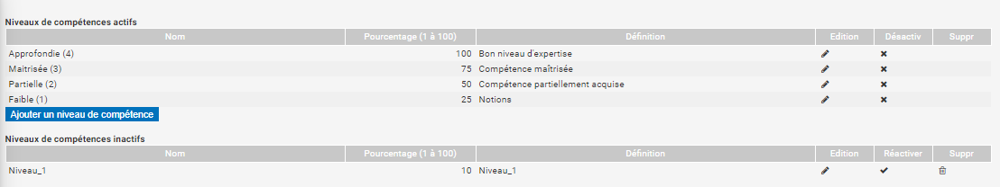 Niveaux de compétences actifs
Nom Pourcentage (1 à 100) Définition Edition Désactiv Suppr
Approfondie (4) 100 Bon niveau d'expertise
Maitrisée (3) 75 Compétence maîtrisée
Partielle (2) 50 Compétence partiellement acquise
Faible (1) 25 Notions
Ajouter un niveau de compétence
Niveaux de compétences inactifs
Nom Pourcentage (1 à 100) Définition Edition Réactiver Suppr
Niveau_1 10 Niveau_1